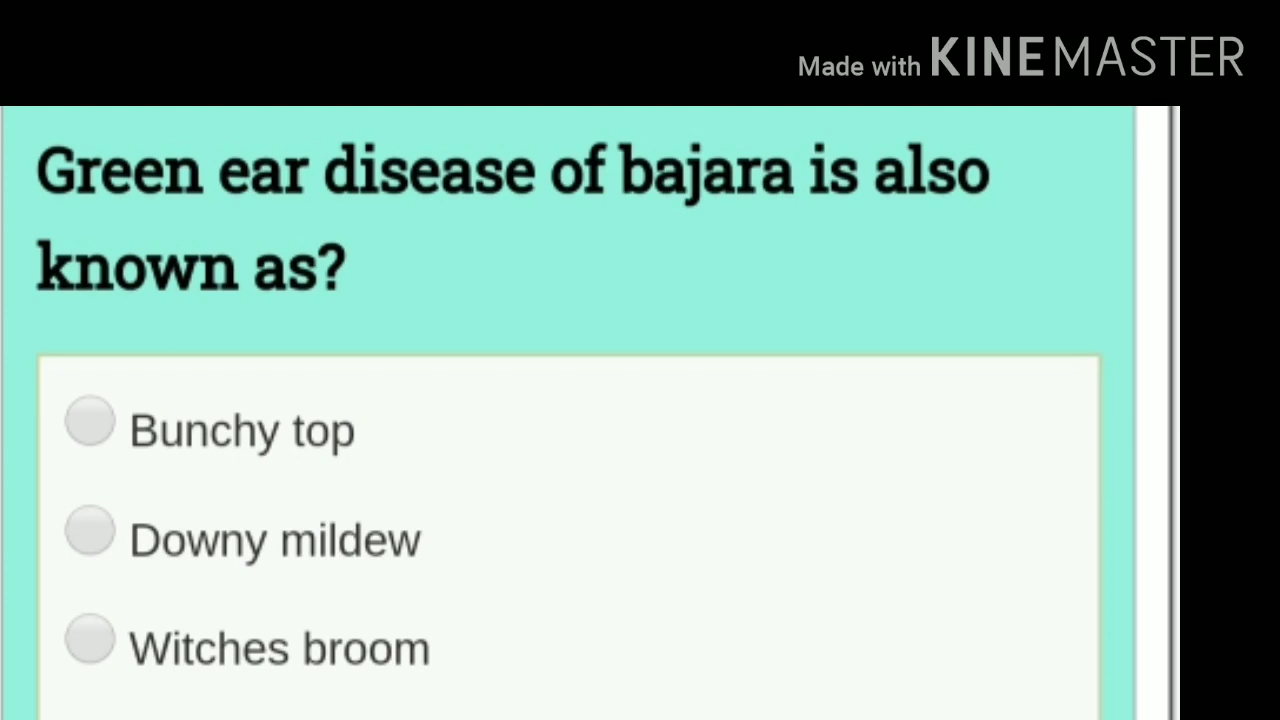 Made with KINEMASTER
Green ear disease of bajara is also
known as?
Bunchy top
Downy mildew
Witches broom